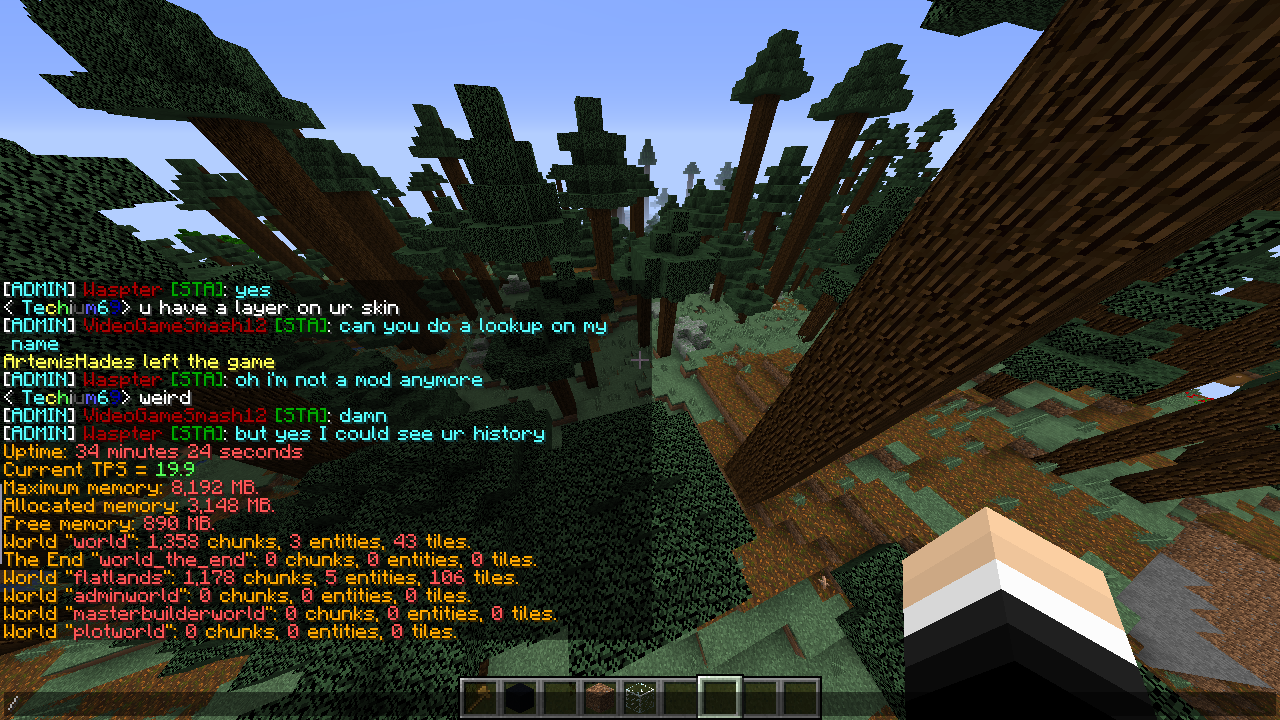 [ADMIN] Waspter [STA]: yes
< Techium69> u have a layer on ur skin
[ADMIN] VideoGameSmash12 [STA]: can you do a lookup on my
name
ArtemisHades left the game
[ADMIN] Waspter [STA]: oh i'm not a mod anymore
< Techium69> weird
[ADMIN] VideoGameSmash12 [STA]: damn
[ADMIN] Waspter [STA]: but yes I could see ur history
Uptime: 34 minutes 24 seconds
Current TPS = 19.9
Maximum memory: 8,192 MB.
Allocated memory: 3,148 MB.
Free memory: 890 MB.
World "world": 1,358 chunks, 3 entities, 43 tiles.
The End "world_the_end": 0 chunks, 0 entities, 0 tiles.
World "flatlands": 1,178 chunks, 5 entities, 106 tiles.
World "adminworld": 0 chunks, 0 entities, 0 tiles.
World "masterbuilderworld": 0 chunks, 0 entities, 0 tiles.
World "plotworld": 0 chunks, 0 entities, 0 tiles.
/